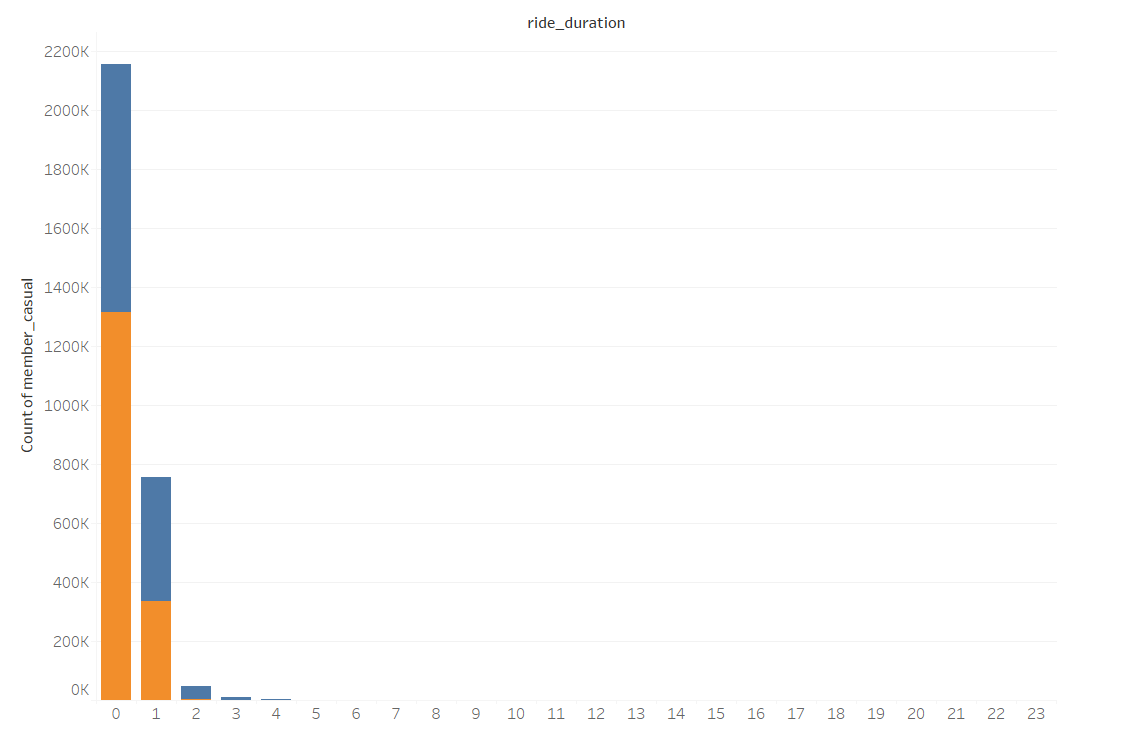 ride_duration
2200K
2000K
1800K
1600K
1400K
1200K
1000K
800K
600K
400K
200K
0K
Count of member_casual
0 1 2 3 4 5 6 7 8 9 10 11 12 13 14 15 16 17 18 19 20 21 22 23